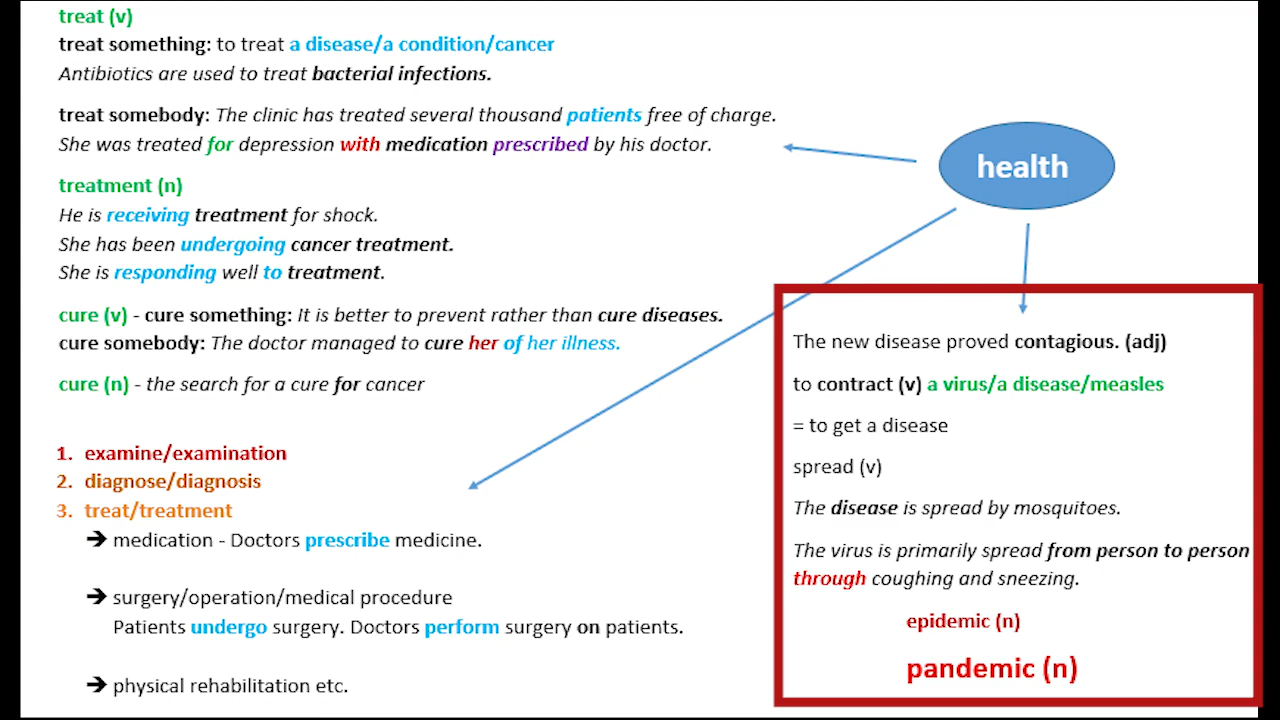 treat (v)
treat something: to treat a disease/a condition/cancer
Antibiotics are used to treat bacterial infections.
treat somebody: The clinic has treated several thousand patients free of charge.
She was treated for depression with medication prescribed by his doctor.
treatment (n)
He is receiving treatment for shock.
She has been undergoing cancer treatment.
She is responding well to treatment.
cure (v) - cure something: It is better to prevent rather than cure diseases.
cure somebody: The doctor managed to cure her of her illness.
cure (n) - the search for a cure for cancer
1. examine/examination
2. diagnose/diagnosis
3. treat/treatment
➔ medication - Doctors prescribe medicine.
➔ surgery/operation/medical procedure
Patients undergo surgery. Doctors perform surgery on patients.
➔ physical rehabilitation etc.
health
The new disease proved contagious. (adj)
to contract (v) a virus/a disease/measles
= to get a disease
spread (v)
The disease is spread by mosquitoes.
The virus is primarily spread from person to person
through coughing and sneezing.
epidemic (n)
pandemic (n)